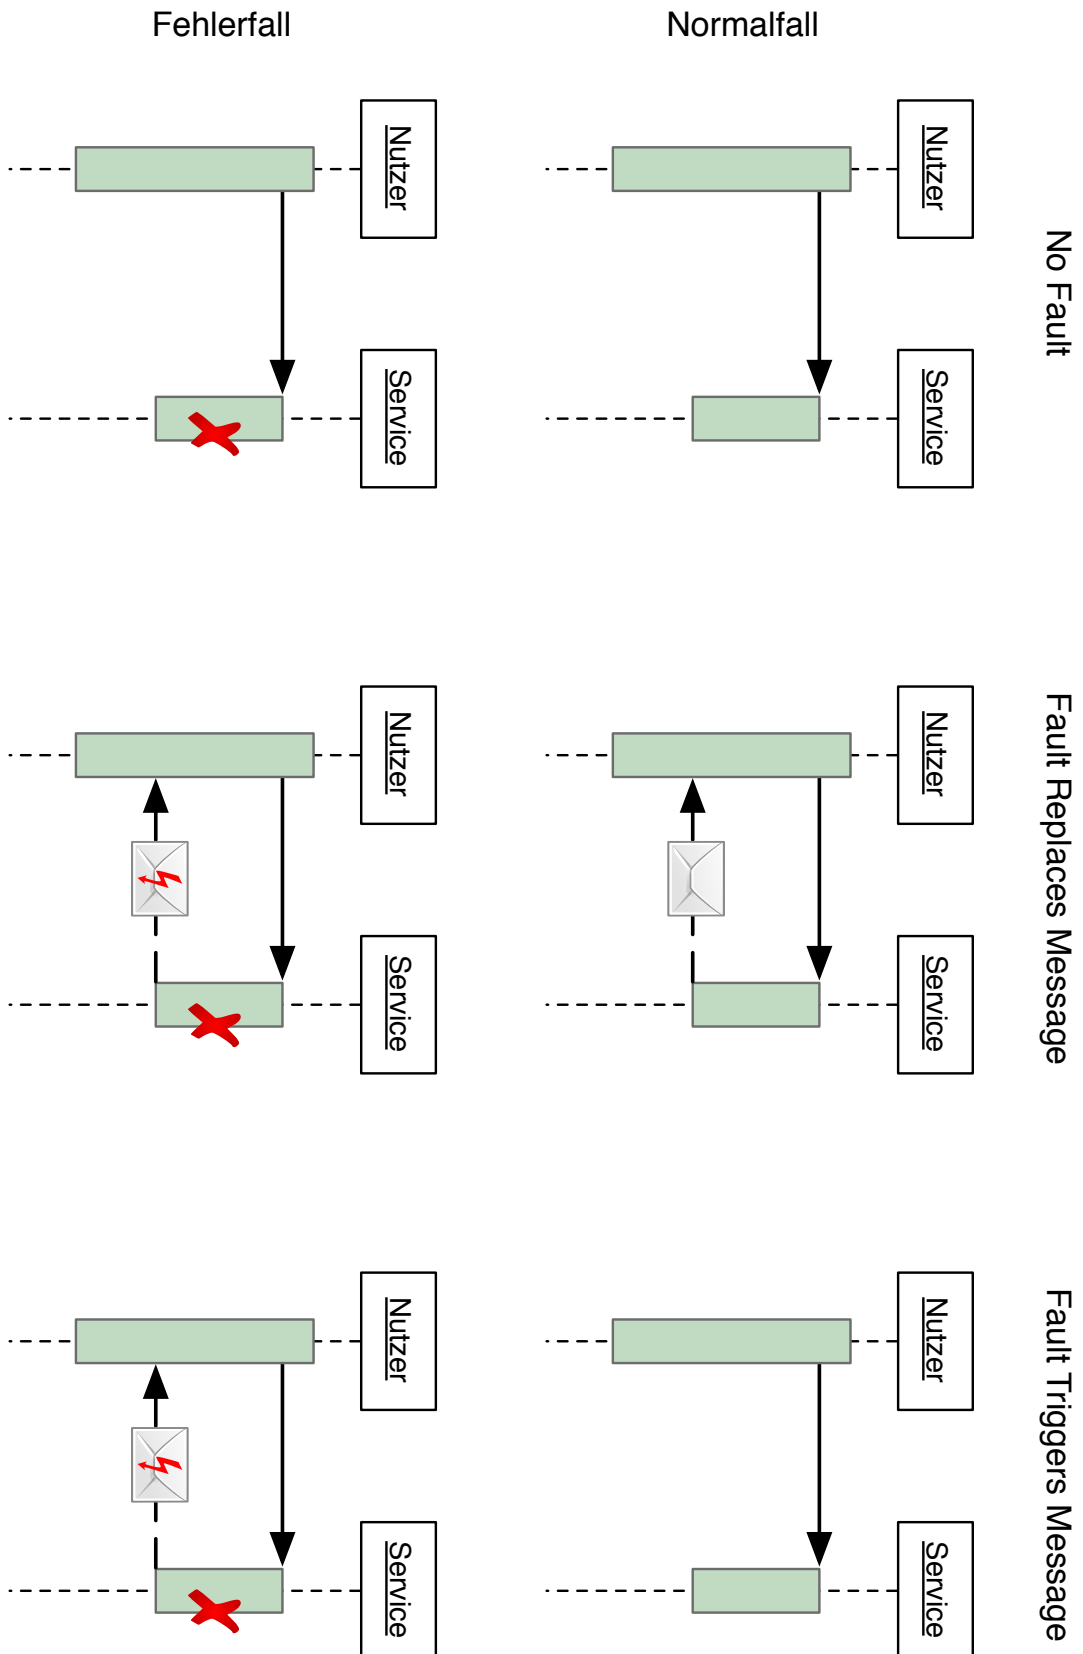 Fehlerfall
Normalfall
No Fault
Nutzer
Service
Nutzer
Service
Fault Replaces Message
Nutzer
Service
Nutzer
Service
Fault Triggers Message
Nutzer
Service
Nutzer
Service